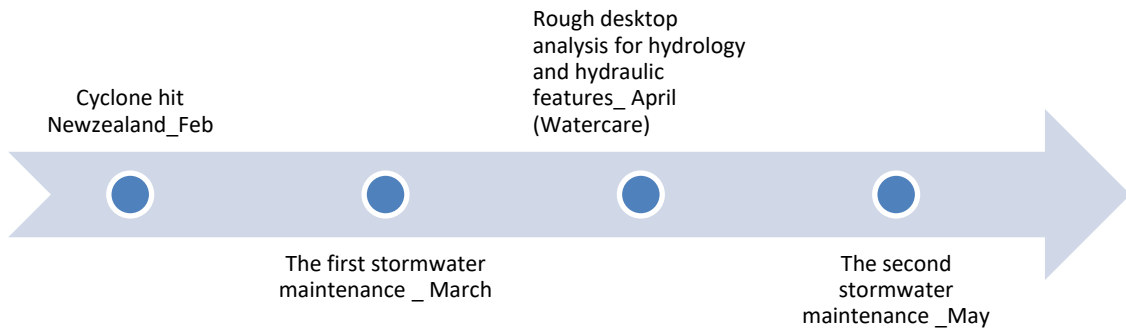 Cyclone hit
Newzealand_Feb
The first stormwater
maintenance _ March
Rough desktop
analysis for hydrology
and hydraulic
features_ April
(Watercare)
The second
stormwater
maintenance _May